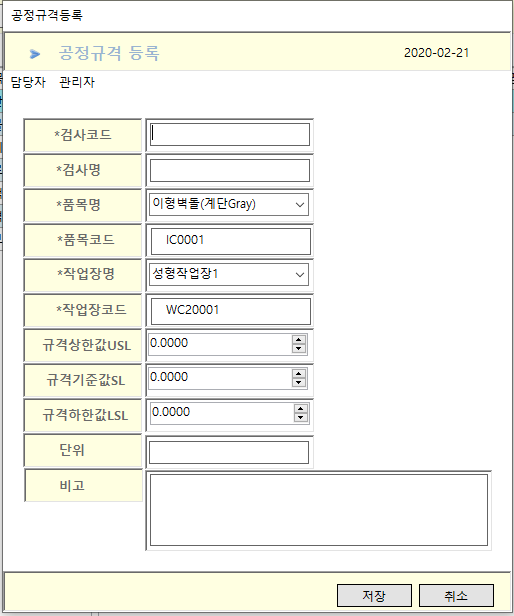 공정규격등록
공정규격 등록 2020-02-21
담당자 관리자
*검사코드
*검사명
*품목명 이형벽돌(계단Gray)
*품목코드 IC0001
*작업장명 성형작업장1
*작업장코드 WC20001
규격상한값USL 0.0000
규격기준값SL 0.0000
규격하한값LSL 0.0000
단위
비고
저장 취소